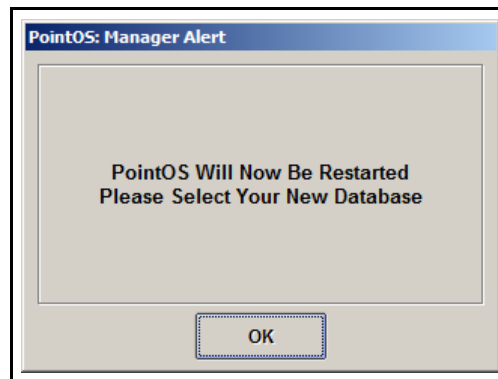 PointOS: Manager Alert
PointOS Will Now Be Restarted
Please Select Your New Database
OK